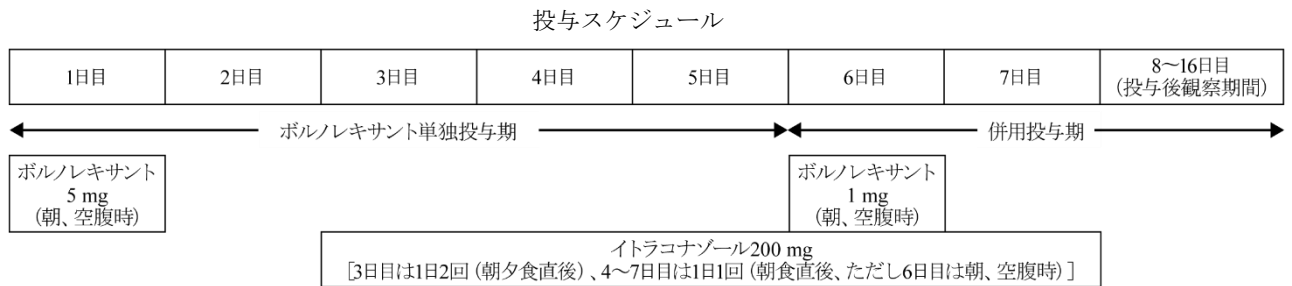 投与スケジュール
1日目
2日目
3日目
4日目
5日目
6日目
7日目
8～16日目
(投与後観察期間)
ボルノレキサント単独投与期
併用投与期
ボルノレキサント
5 mg
(朝、空腹時)
ボルノレキサント
1 mg
(朝、空腹時)
イトラコナゾール200 mg
[3日目は1日2回 (朝夕食直後) 、4～7日目は1日1回 (朝食直後、ただし6日目は朝、空腹時) ]